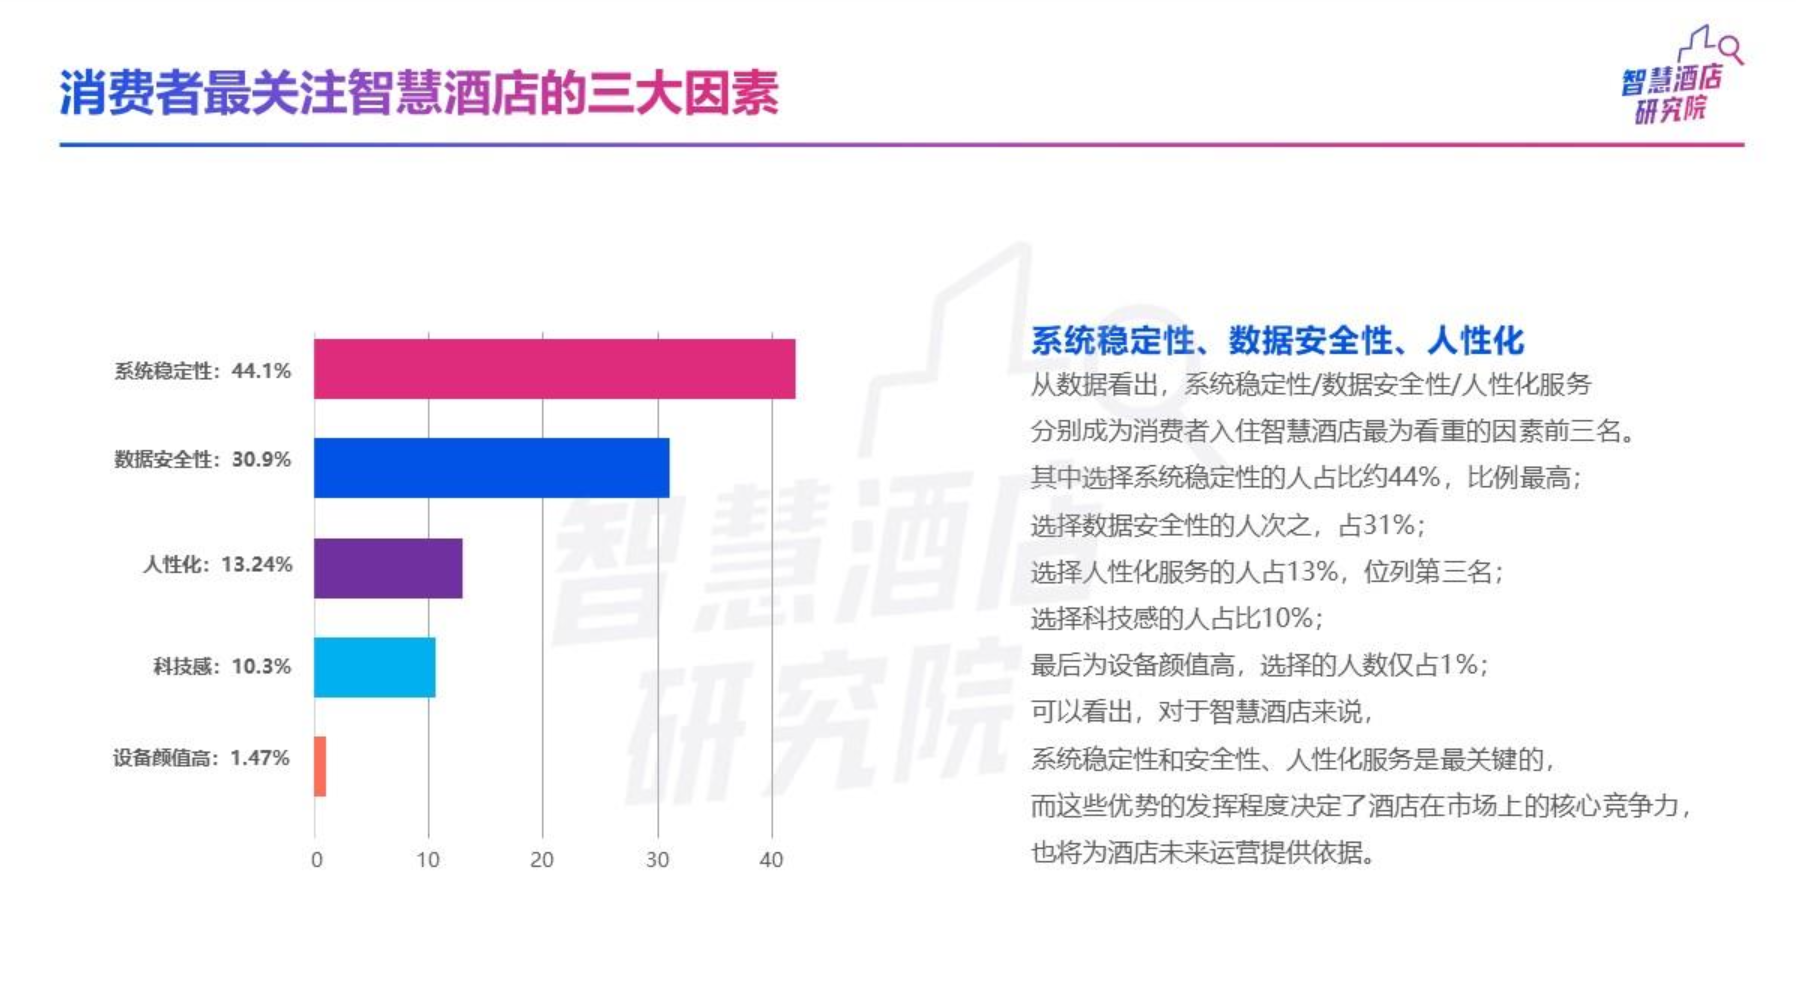 消费者最关注智慧酒店的三大因素
智慧酒店
研究院
系统稳定性：44.1%
数据安全性：30.9%
人性化：13.24%
科技感：10.3%
设备颜值高：1.47%
0 10 20 30 40
系统稳定性、数据安全性、人性化
从数据看出，系统稳定性/数据安全性/人性化服务
分别成为消费者入住智慧酒店最为看重的因素前三名。
其中选择系统稳定性的人占比约44%，比例最高；
选择数据安全性的人次之，占31%；
选择人性化服务的人占13%，位列第三名；
选择科技感的人占比10%；
最后为设备颜值高，选择的人数仅占1%；
可以看出，对于智慧酒店来说，
系统稳定性和安全性、人性化服务是最关键的，
而这些优势的发挥程度决定了酒店在市场上的核心竞争力，
也将为酒店未来运营提供依据。
智慧酒店
研究院